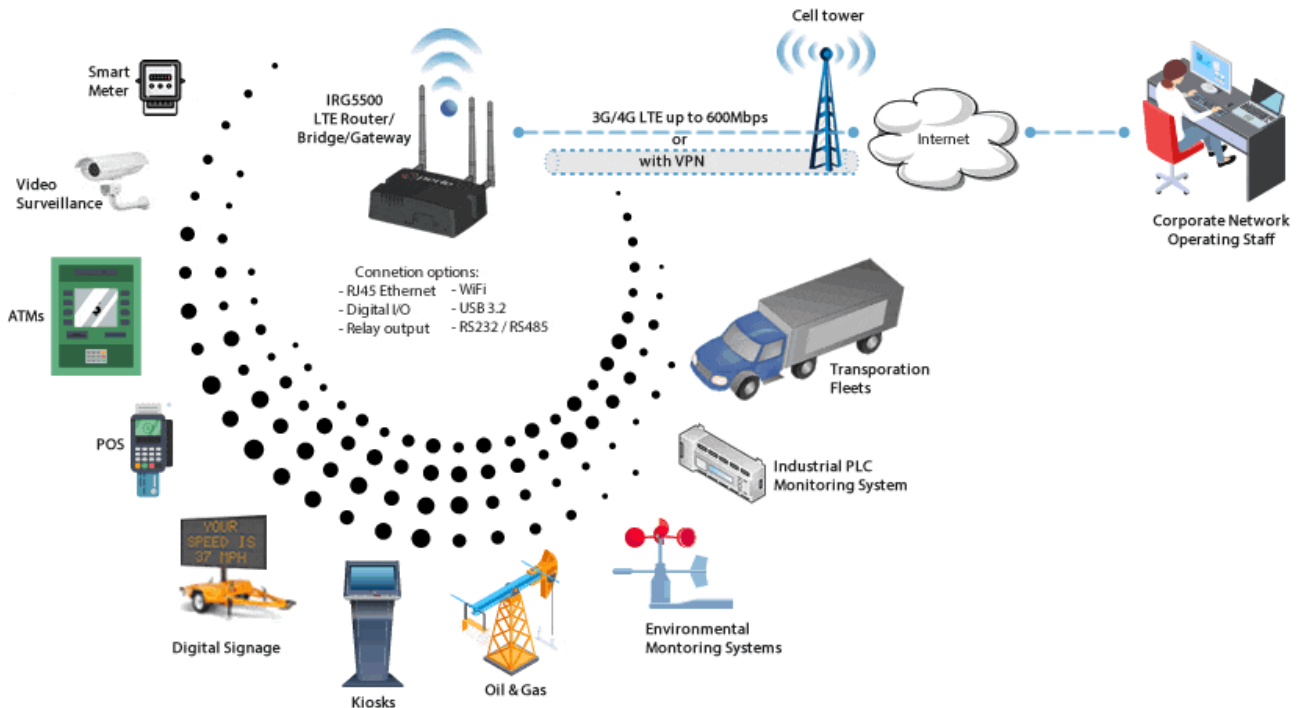 Cell tower
Smart
Meter
IRG5500
LTE Router/
Bridge/Gateway
3G/4G LTE up to 600Mbps
or
with VPN
Internet
perle
Video
Surveillance
Corporate Network
Operating Staff
Connetion options:
- RJ45 Ethernet - WiFi
- Digital I/O - USB 3.2
- Relay output - RS232 / RS485
ATMs
Transporation
Fleets
POS
Industrial PLC
Monitoring System
YOUR
SPEED IS
37 MPH
Digital Signage
Environmental
Montoring Systems
Kiosks
Oil & Gas